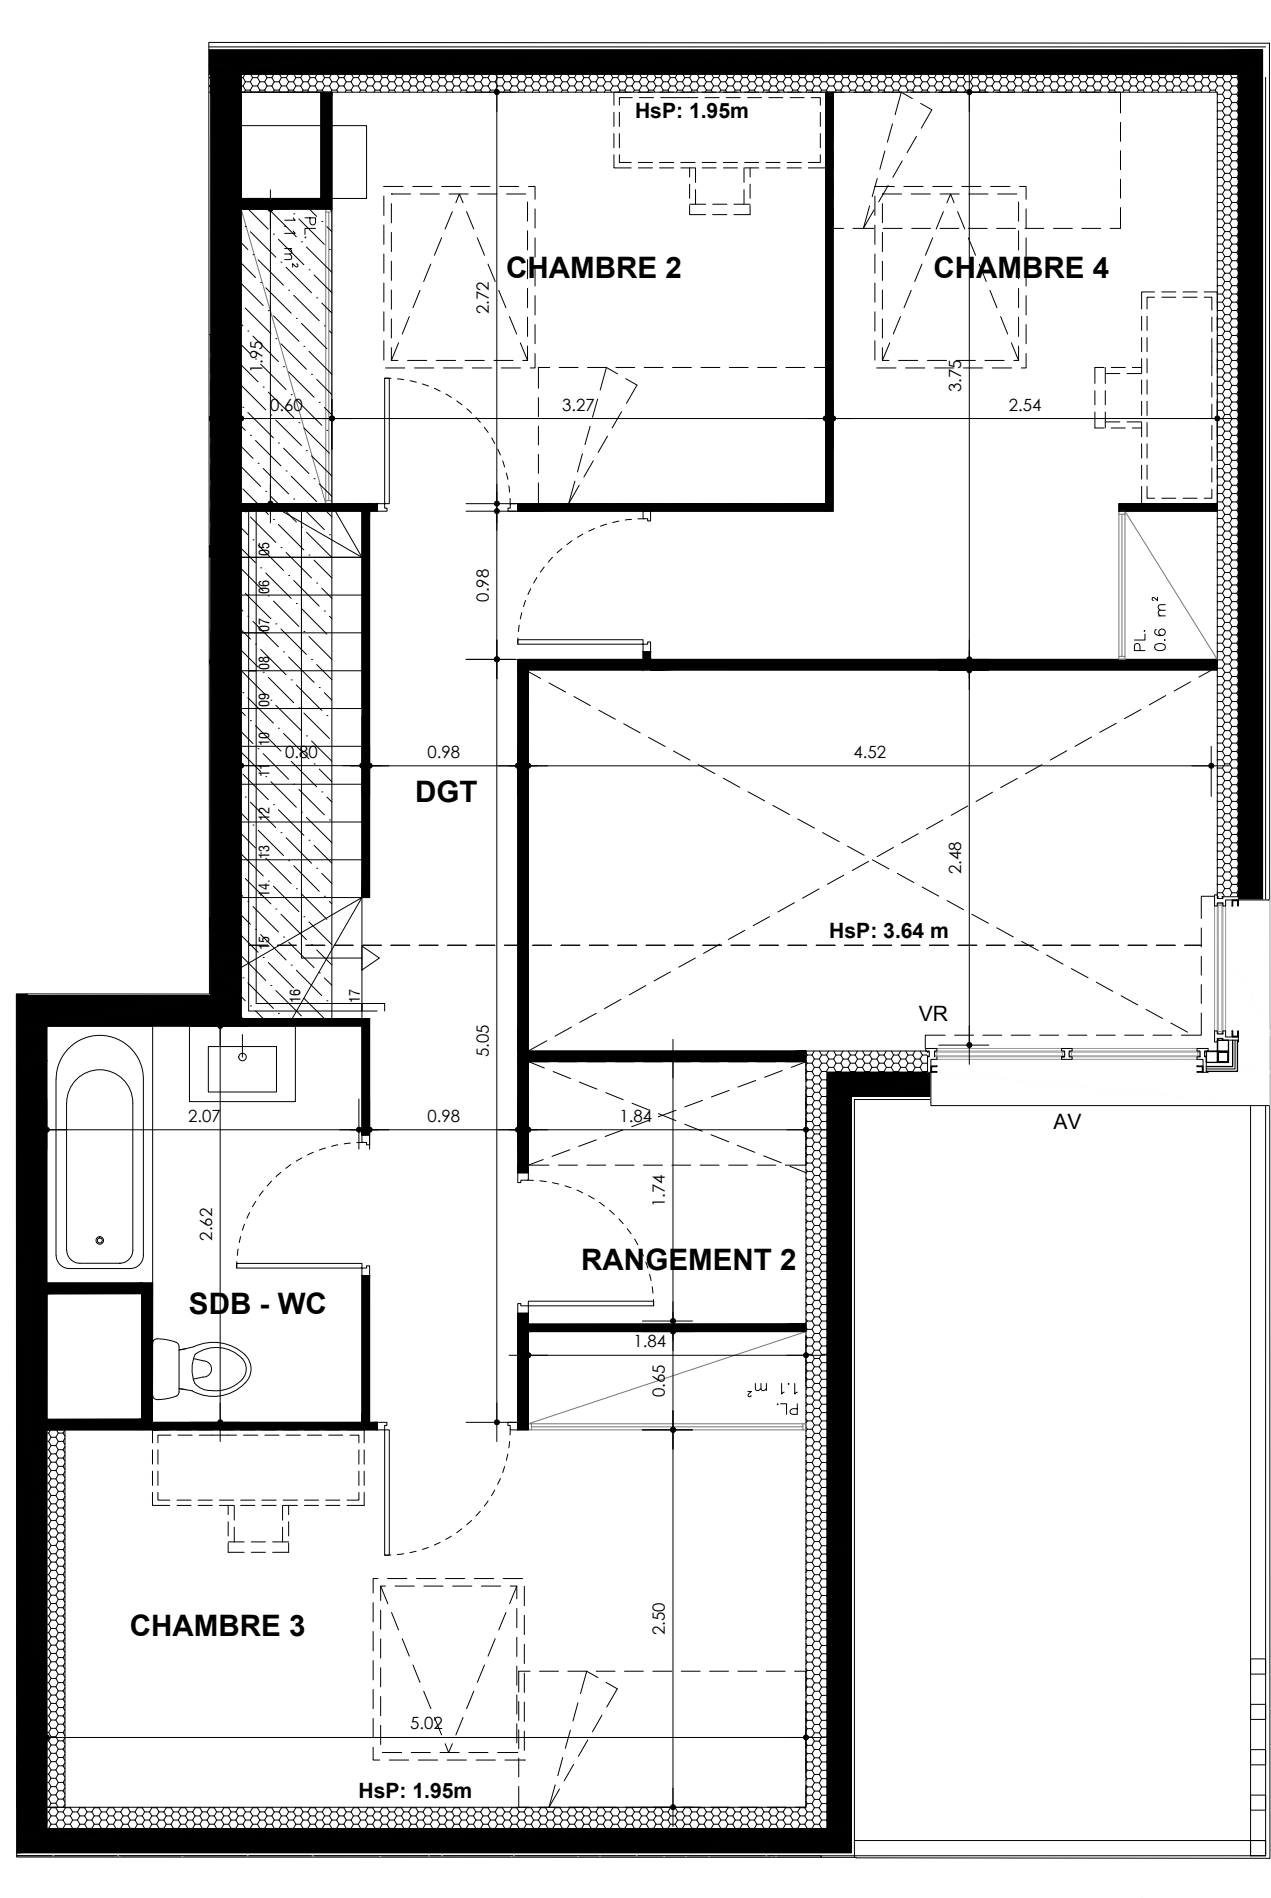 HsP: 1.95m
PL.
1.1 m²
CHAMBRE 2
CHAMBRE 4
2.72
1.95
3.75
0.60
3.27
2.54
05
06
07
08
09
10
11
12
13
14
15
16
17
0.98
PL.
0.6 m²
0.80
0.98
4.52
DGT
2.48
HsP: 3.64 m
VR
5.05
2.07
0.98
1.84
AV
1.74
2.62
RANGEMENT 2
SDB - WC
1.84
0.65
PL.
1.1 m²
CHAMBRE 3
2.50
5.02
HsP: 1.95m